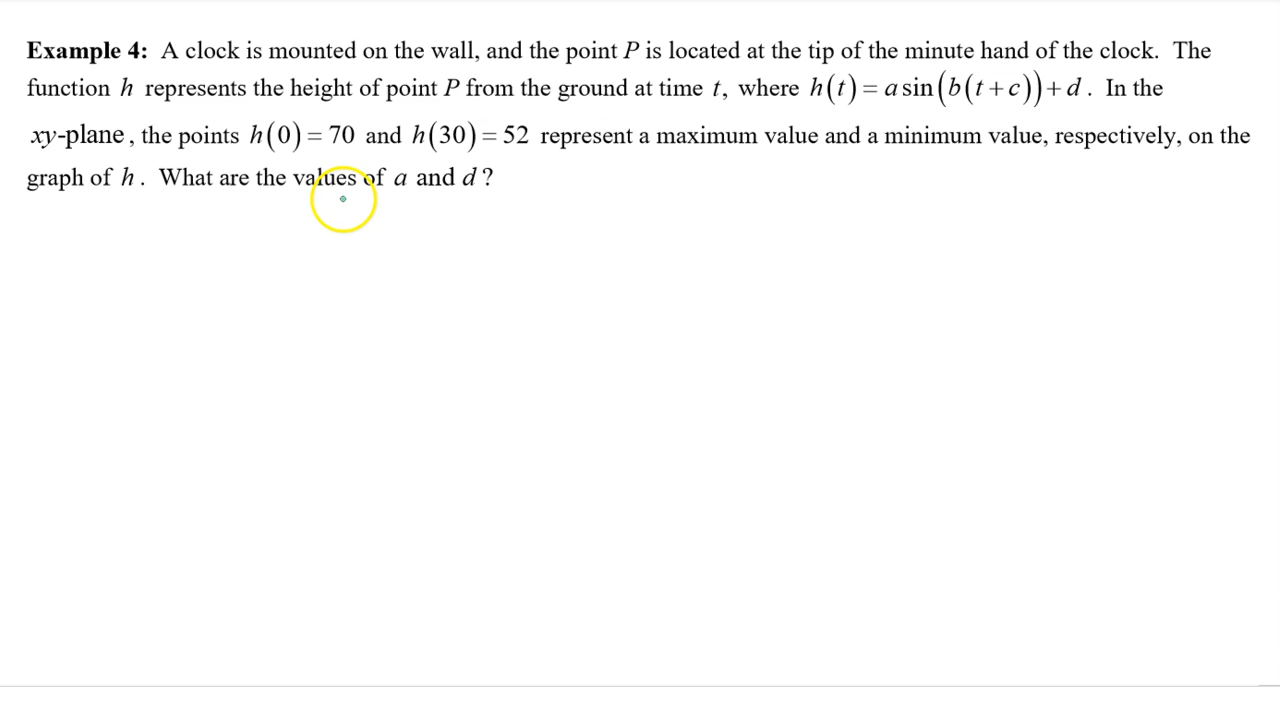 Example 4: A clock is mounted on the wall, and the point P is located at the tip of the minute hand of the clock. The
function h represents the height of point P from the ground at time t, where h(t) = a sin(b(t+c))+d. In the
xy-plane, the points h(0) = 70 and h(30) = 52 represent a maximum value and a minimum value, respectively, on the
graph of h. What are the values of a and d?